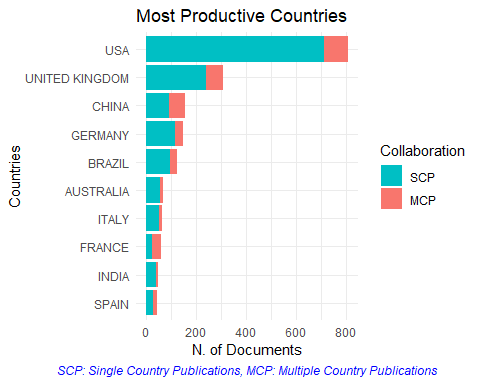 Most Productive Countries
USA
UNITED KINGDOM
CHINA
GERMANY
BRAZIL
AUSTRALIA
ITALY
FRANCE
INDIA
SPAIN
Countries
0 200 400 600 800
N. of Documents
Collaboration
SCP
MCP
SCP: Single Country Publications, MCP: Multiple Country Publications